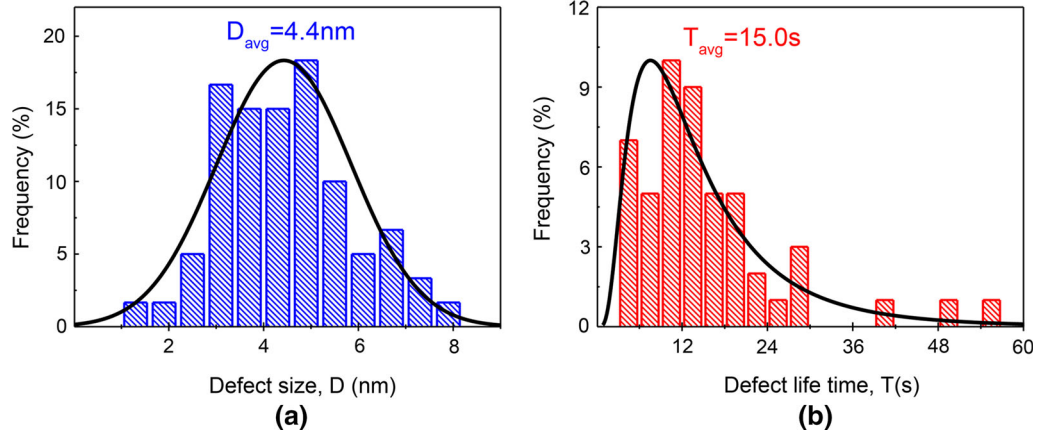 D_avg=4.4nm
20
15
10
5
0
Frequency (%)
2 4 6 8
Defect size, D (nm)
(a)
T_avg=15.0s
12
9
6
3
0
Frequency (%)
12 24 36 48 60
Defect life time, T(s)
(b)